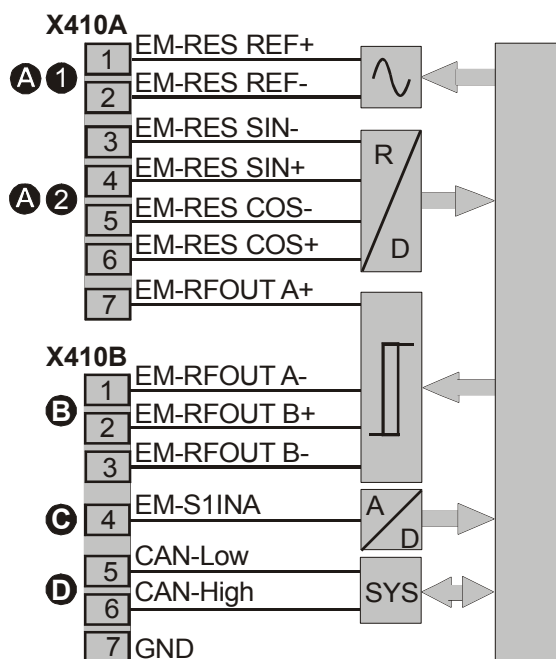 X410A
1 EM-RES REF+
A 1
2 EM-RES REF-
3 EM-RES SIN-
R
4 EM-RES SIN+
A 2
5 EM-RES COS-
6 EM-RES COS+
D
7 EM-RFOUT A+
X410B
1 EM-RFOUT A-
B
2 EM-RFOUT B+
3 EM-RFOUT B-
C 4 EM-S1INA A
D
5 CAN-Low
D SYS
6 CAN-High
7 GND